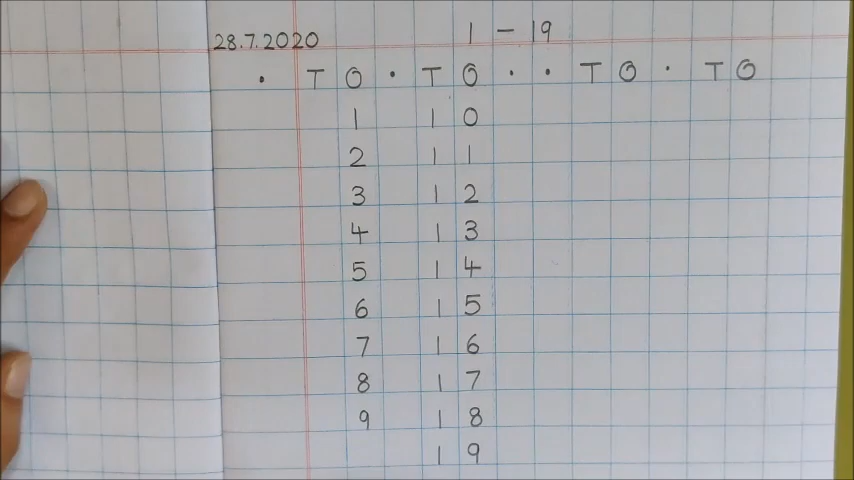 28.7.2020 1 - 19
. T O . T O . . T O . T O
1 1 0
2 1 1
3 1 2
4 1 3
5 1 4
6 1 5
7 1 6
8 1 7
9 1 8
1 9